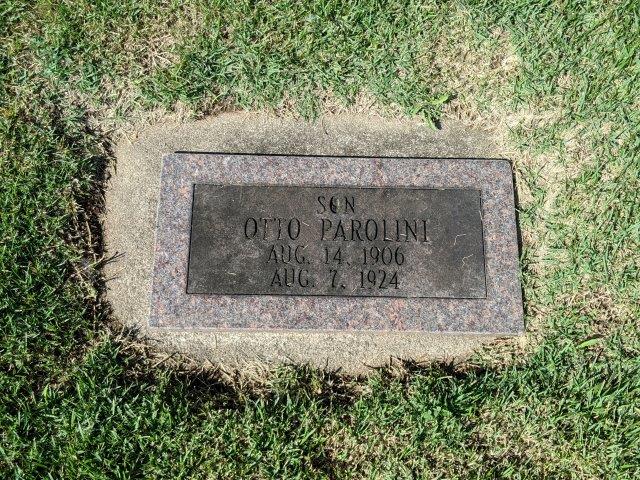 SON
OTTO PAROLINI
AUG. 14, 1906
AUG. 7, 1924